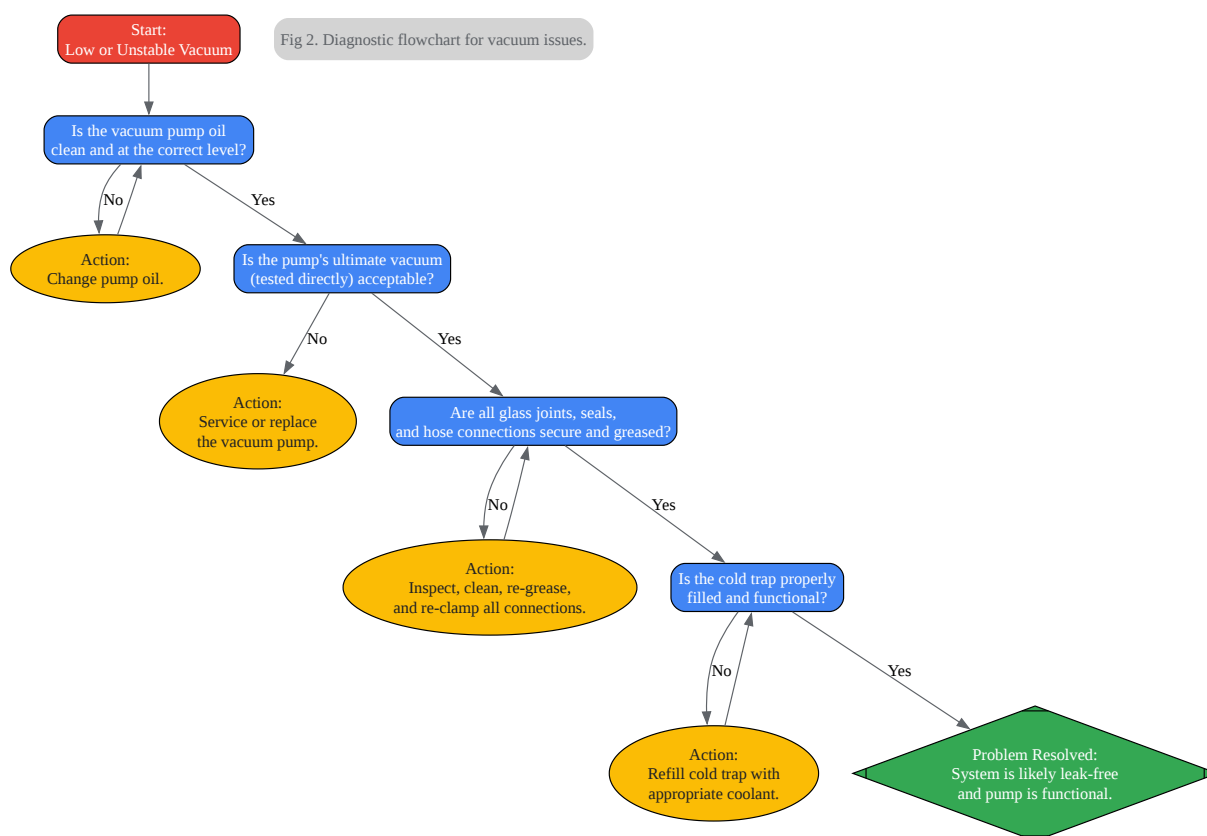 Start:
Low or Unstable Vacuum
Fig 2. Diagnostic flowchart for vacuum issues.
Is the vacuum pump oil
clean and at the correct level?
No
Yes
Action:
Change pump oil.
Is the pump's ultimate vacuum
(tested directly) acceptable?
No
Yes
Action:
Service or replace
the vacuum pump.
Are all glass joints, seals,
and hose connections secure and greased?
No
Yes
Action:
Inspect, clean, re-grease,
and re-clamp all connections.
Is the cold trap properly
filled and functional?
No
Yes
Action:
Refill cold trap with
appropriate coolant.
Problem Resolved:
System is likely leak-free
and pump is functional.